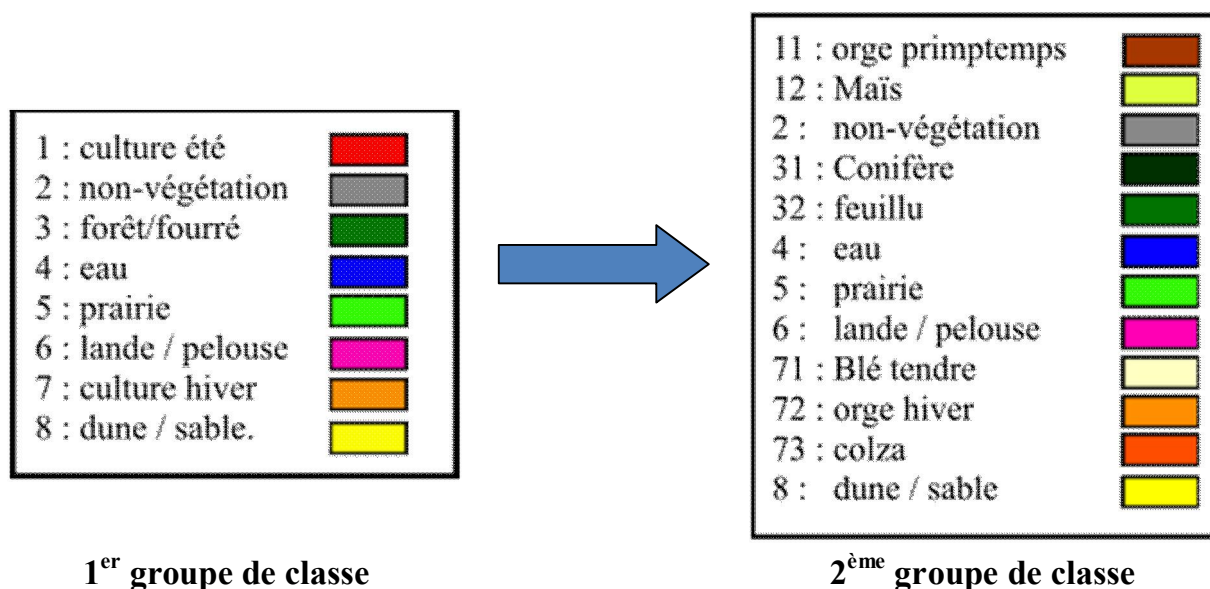 1 : culture été
2 : non-végétation
3 : forêt/fourré
4 : eau
5 : prairie
6 : lande / pelouse
7 : culture hiver
8 : dune / sable.
1er groupe de classe
11 : orge primptemps
12 : Maïs
2 : non-végétation
31 : Conifère
32 : feuillu
4 : eau
5 : prairie
6 : lande / pelouse
71 : Blé tendre
72 : orge hiver
73 : colza
8 : dune / sable
2ème groupe de classe